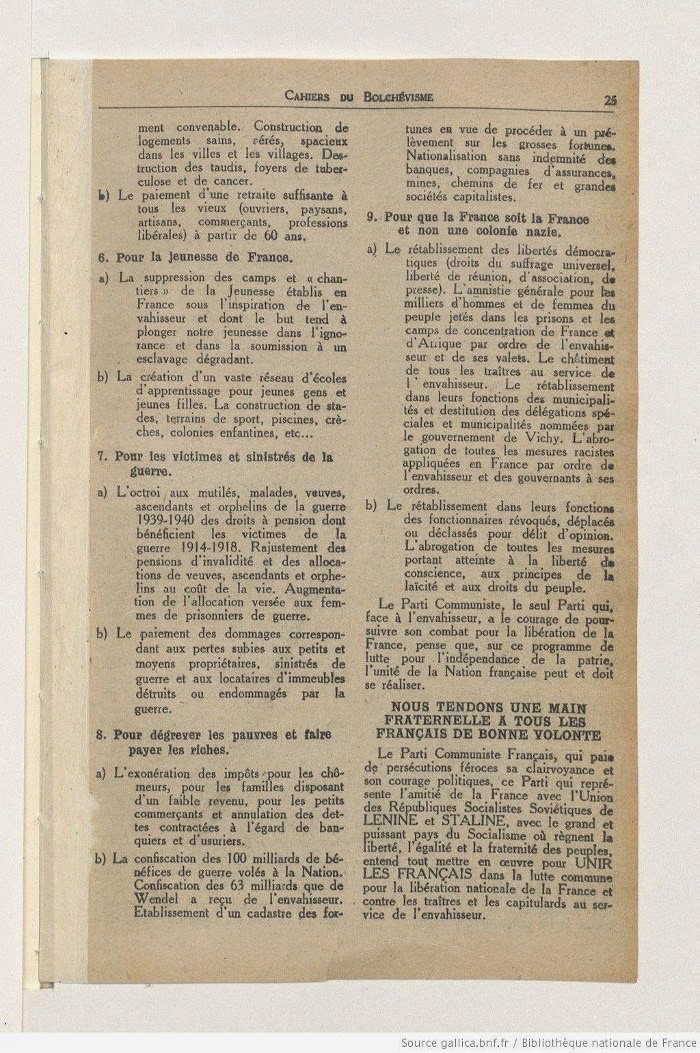 CAHIERS DU BOLCHÉVISME
25
ment convenable. Construction de
logements sains, aérés, spacieux
dans les villes et les villages. Des-
truction des taudis, foyers de tuber-
culose et de cancer.
b) Le paiement d'une retraite suffisante à
tous les vieux (ouvriers, paysans,
artisans, commerçants, professions
libérales) à partir de 60 ans.
6. Pour la jeunesse de France.
a) La suppression des camps et « chan-
tiers » de la Jeunesse établis en
France sous l'inspiration de l'en-
vahisseur et dont le but tend à
plonger notre jeunesse dans l'igno-
rance et dans la soumission à un
esclavage dégradant.
b) La création d'un vaste réseau d'écoles
d'apprentissage pour jeunes gens et
jeunes filles. La construction de sta-
des, terrains de sport, piscines, crè-
ches, colonies enfantines, etc...
7. Pour les victimes et sinistrés de la
guerre.
a) L'octroi aux mutilés, malades, veuves,
ascendants et orphelins de la guerre
1939-1940 des droits à pension dont
bénéficient les victimes de la
guerre 1914-1918. Rajustement des
pensions d'invalidité et des alloca-
tions de veuves, ascendants et orphe-
lins au coût de la vie. Augmenta-
tion de l'allocation versée aux fem-
mes de prisonniers de guerre.
b) Le paiement des dommages correspon-
dant aux pertes subies aux petits et
moyens propriétaires, sinistrés de
guerre et aux locataires d'immeubles
détruits ou endommagés par la
guerre.
8. Pour dégrever les pauvres et faire
payer les riches.
a) L'exonération des impôts pour les chô-
meurs, pour les familles disposant
d'un faible revenu, pour les petits
commerçants et annulation des det-
tes contractées à l'égard de ban-
quiers et d'usuriers.
b) La confiscation des 100 milliards de bé-
néfices de guerre volés à la Nation.
Confiscation des 63 milliards que de
Wendel a reçu de l'envahisseur.
Etablissement d'un cadastre des for-
tunes en vue de procéder à un pré-
lèvement sur les grosses fortunes.
Nationalisation sans indemnité des
banques, compagnies d'assurances,
mines, chemins de fer et grandes
sociétés capitalistes.
9. Pour que la France soit la France
et non une colonie nazie.
a) Le rétablissement des libertés démocra-
tiques (droits du suffrage universel,
liberté de réunion, d'association, de
presse). L'amnistie générale pour les
milliers d'hommes et de femmes du
peuple jetés dans les prisons et les
camps de concentration de France et
d'Afrique par ordre de l'envahis-
seur et de ses valets. Le châtiment
de tous les traîtres au service de
l'envahisseur. Le rétablissement
dans leurs fonctions des municipali-
tés et destitution des délégations spé-
ciales et municipalités nommées par
le gouvernement de Vichy. L'abro-
gation de toutes les mesures racistes
appliquées en France par ordre de
l'envahisseur et des gouvernants à ses
ordres.
b) Le rétablissement dans leurs fonctions
des fonctionnaires révoqués, déplacés
ou déclassés pour délit d'opinion.
L'abrogation de toutes les mesures
portant atteinte à la liberté de
conscience, aux principes de la
laïcité et aux droits du peuple.
Le Parti Communiste, le seul Parti qui,
face à l'envahisseur, a le courage de pour-
suivre son combat pour la libération de la
France, pense que, sur ce programme de
lutte pour l'indépendance de la patrie,
l'unité de la Nation française peut et doit
se réaliser.
NOUS TENDONS UNE MAIN
FRATERNELLE A TOUS LES
FRANÇAIS DE BONNE VOLONTE
Le Parti Communiste Français, qui paie
de persécutions féroces sa clairvoyance et
son courage politiques, ce Parti qui repré-
sente l'amitié de la France avec l'Union
des Républiques Socialistes Soviétiques de
LENINE et STALINE, avec le grand et
puissant pays du Socialisme où règnent la
liberté, l'égalité et la fraternité des peuples,
entend tout mettre en œuvre pour UNIR
LES FRANÇAIS dans la lutte commune
pour la libération nationale de la France et
contre les traîtres et les capitulards au ser-
vice de l'envahisseur.
Source gallica.bnf.fr / Bibliothèque nationale de France